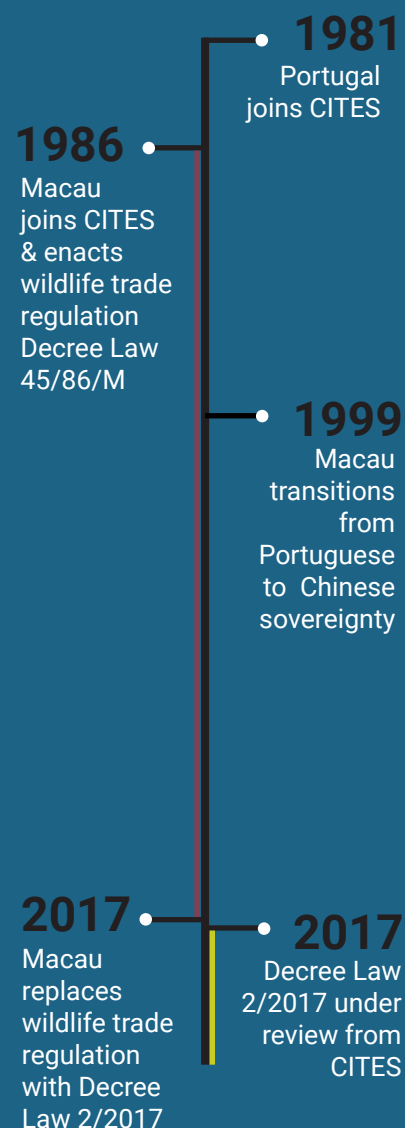 1981
Portugal
joins CITES
1986
Macau
joins CITES
& enacts
wildlife trade
regulation
Decree Law
45/86/M
1999
Macau
transitions
from
Portuguese
to Chinese
sovereignty
2017
Macau
replaces
wildlife trade
regulation
with Decree
Law 2/2017
2017
Decree Law
2/2017 under
review from
CITES